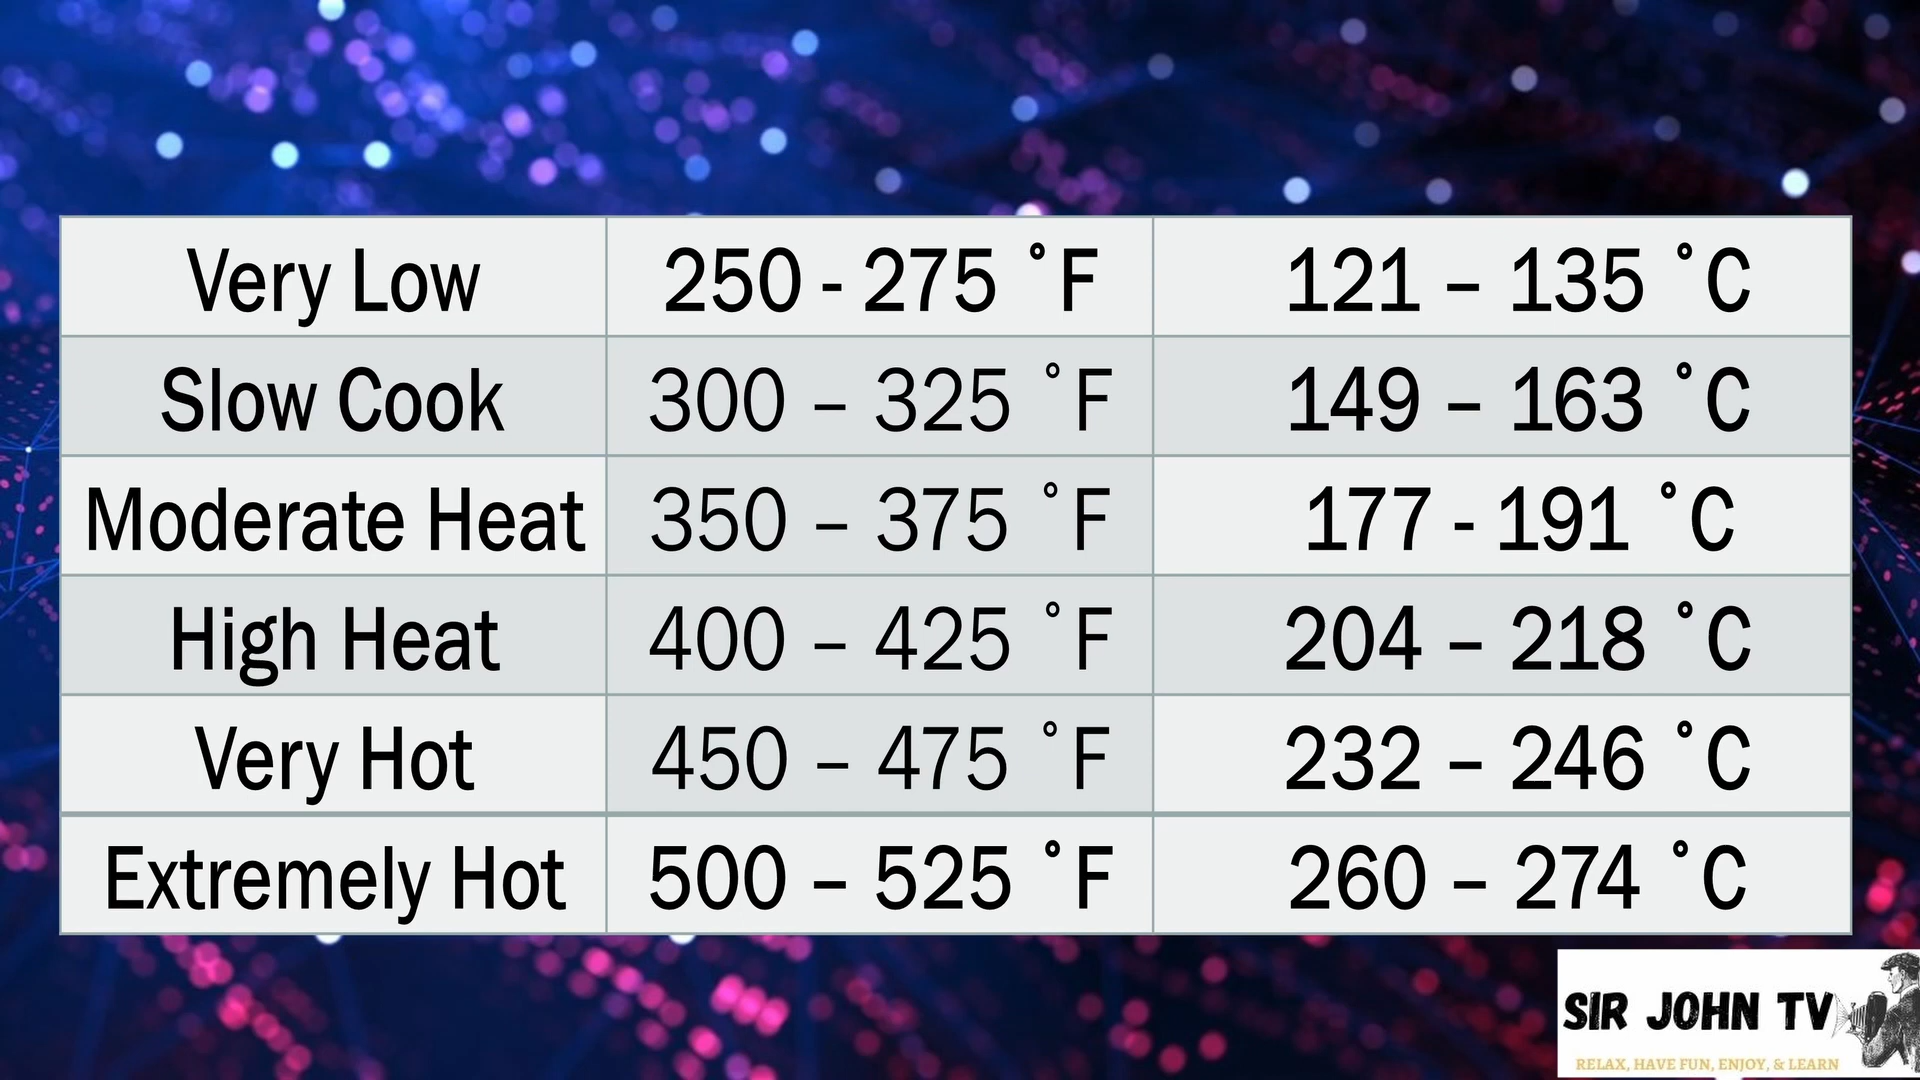 Very Low 250 - 275 ˚F 121 – 135 ˚C
Slow Cook 300 – 325 ˚F 149 – 163 ˚C
Moderate Heat 350 – 375 ˚F 177 - 191 ˚C
High Heat 400 – 425 ˚F 204 – 218 ˚C
Very Hot 450 – 475 ˚F 232 – 246 ˚C
Extremely Hot 500 – 525 ˚F 260 – 274 ˚C
SIR JOHN TV
RELAX, HAVE FUN, ENJOY, & LEARN